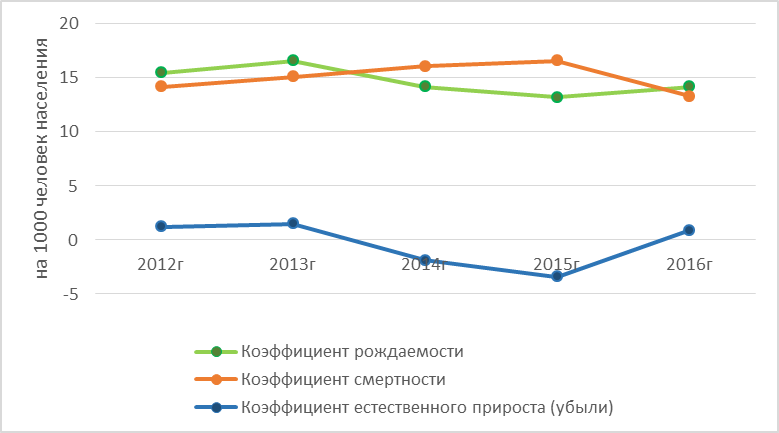 20
15
10
5
0
-5
на 1000 человек населения
2012г
2013г
2014г
2015г
2016г
Коэффициент рождаемости
Коэффициент смертности
Коэффициент естественного прироста (убыли)